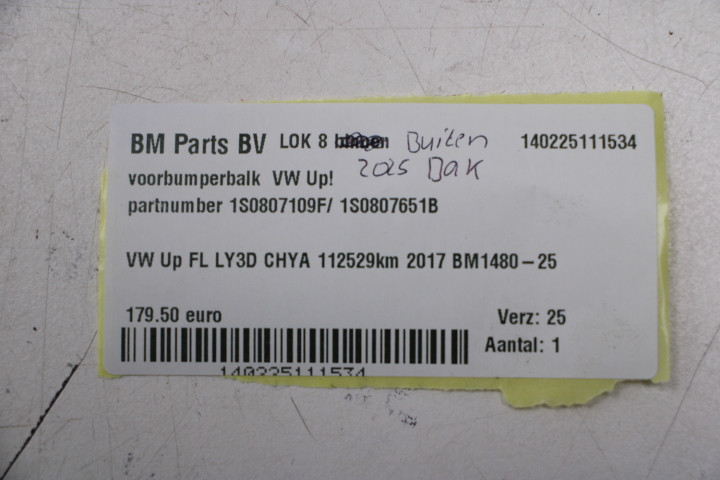 BM Parts BV LOK 8 Buiten 140225111534
2025 Dak
voorbumperbalk VW Up!
partnumber 1S0807109F/ 1S0807651B
VW Up FL LY3D CHYA 112529km 2017 BM1480-25
179.50 euro Verz: 25
Aantal: 1
140225111534